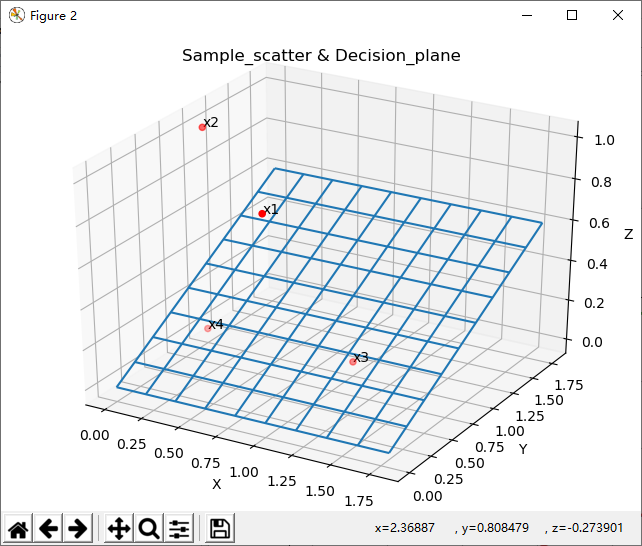 Figure 2
Sample_scatter & Decision_plane
x2
x1
x4
x3
1.0
0.8
0.6
0.4
0.2
0.0
Z
0.00
0.25
0.50
0.75
1.00
1.25
1.50
1.75
X
0.00
0.25
0.50
0.75
1.00
1.25
1.50
1.75
Y
x=2.36887 , y=0.808479 , z=-0.273901